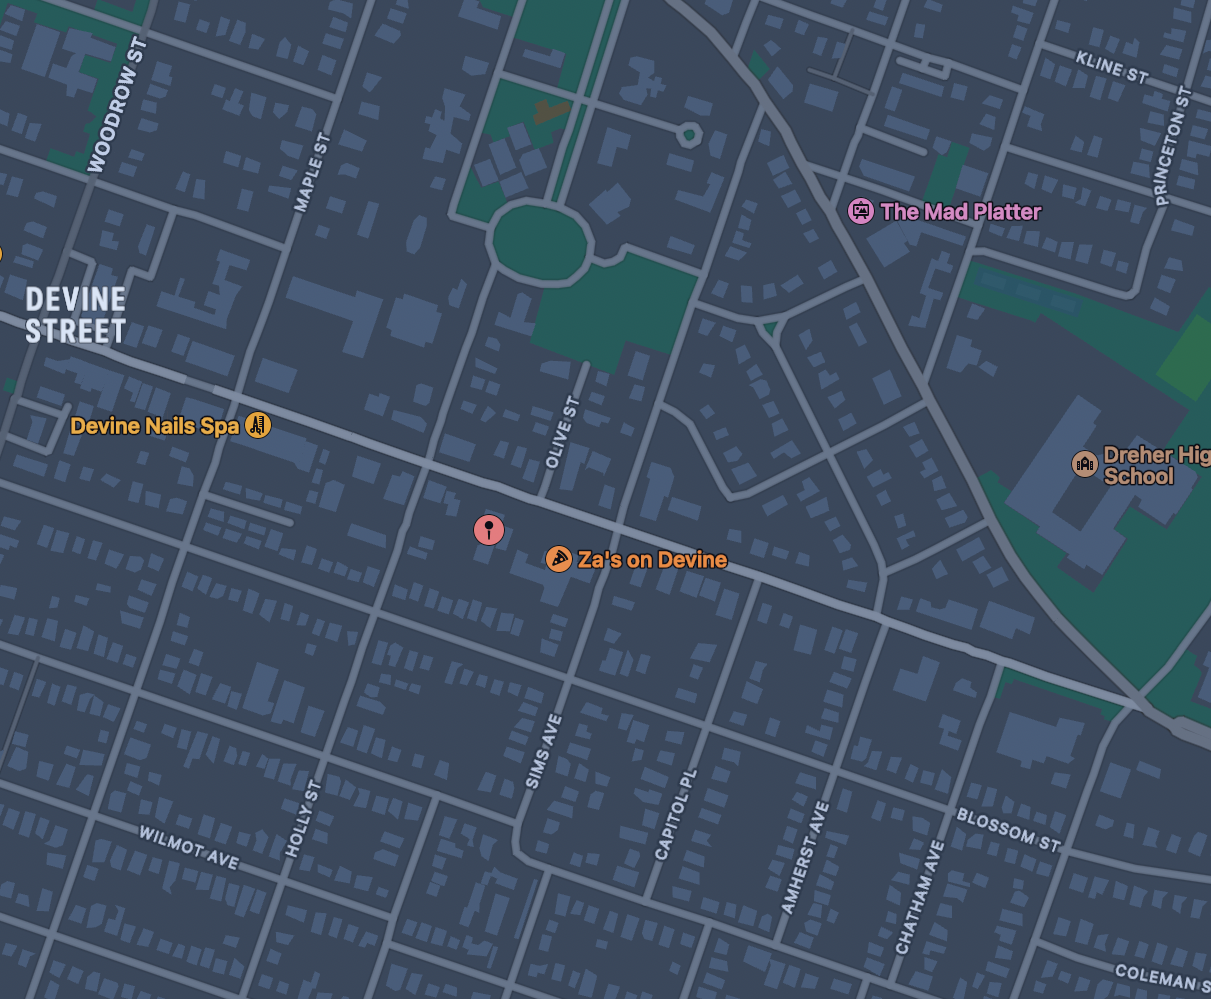 KLINE ST
WOODROW ST
PRINCETON ST
MAPLE ST
The Mad Platter
DEVINE
STREET
Devine Nails Spa
OLIVE ST
Dreher Hig
School
Za's on Devine
SIMS AVE
CAPITOL PL
HOLLY ST
AMHERST AVE
BLOSSOM ST
WILMOT AVE
CHATHAM AVE
COLEMAN S